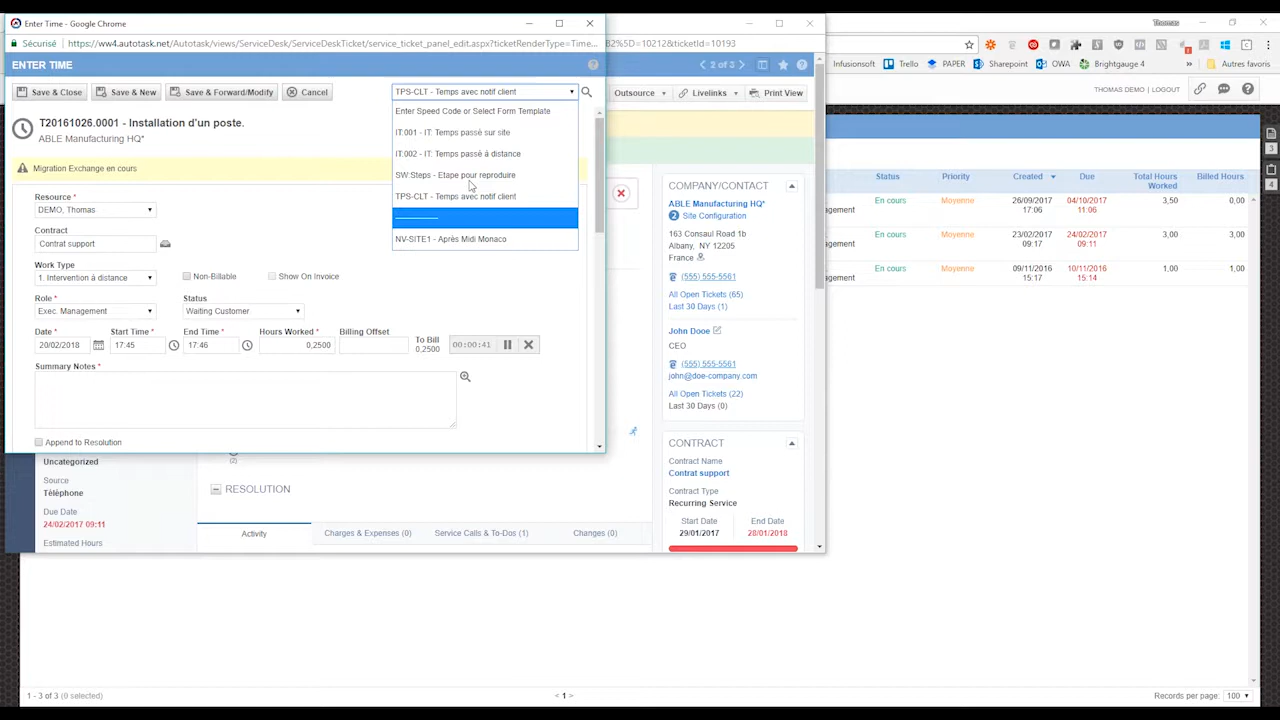 Enter Time - Google Chrome
Sécurisé https://ww4.autotask.net/Autotask/views/ServiceDesk/ServiceDeskTicket/service_ticket_panel_edit.aspx?ticketRenderType=Time... B2%5D=10212&ticketId=10193
Thomas
Infusionsoft Trello PAPER Sharepoint OWA Brightgauge 4 Autres favoris
ENTER TIME
2 of 3
THOMAS DEMO | LOGOUT
Save & Close Save & New Save & Forward/Modify Cancel
TPS-CLT - Temps avec notif client
Outsource Livelinks Print View
Enter Speed Code or Select Form Template
IT:001 - IT: Temps passé sur site
IT:002 - IT: Temps passé à distance
SW:Steps - Etape pour reproduire
TPS-CLT - Temps avec notif client
--------------------
NV-SITE1 - Après Midi Monaco
T20161026.0001 - Installation d'un poste.
ABLE Manufacturing HQ*
Migration Exchange en cours
Resource *
DEMO, Thomas
Contract
Contrat support
Work Type
1. Intervention à distance
Non-Billable
Show On Invoice
Role *
Exec. Management
Status
Waiting Customer
Date * Start Time * End Time * Hours Worked * Billing Offset To Bill
20/02/2018 17:45 17:46 0,2500 0,2500 00:00:41
Summary Notes *
Append to Resolution
Uncategorized
Source
Téléphone
Due Date
24/02/2017 09:11
Estimated Hours
RESOLUTION
Activity Charges & Expenses (0) Service Calls & To-Dos (1) Changes (0)
COMPANY/CONTACT
ABLE Manufacturing HQ*
2 Site Configuration
163 Consaul Road 1b
Albany, NY 12205
France
(555) 555-5561
All Open Tickets (65)
Last 30 Days (1)
John Dooe
CEO
(555) 555-5561
john@doe-company.com
All Open Tickets (22)
Last 30 Days (0)
CONTRACT
Contract Name
Contrat support
Contract Type
Recurring Service
Start Date End Date
29/01/2017 28/01/2018
Status Priority Created Due Total Hours Worked Billed Hours
agement En cours Moyenne 26/09/2017 17:06 04/10/2017 11:06 3,50 0,00
agement En cours Moyenne 23/02/2017 09:17 24/02/2017 09:11 3,00 3,00
agement En cours Moyenne 09/11/2016 15:17 10/11/2016 15:14 1,00 1,00
3
4
1 - 3 of 3 (0 selected)
< 1 >
Records per page: 100